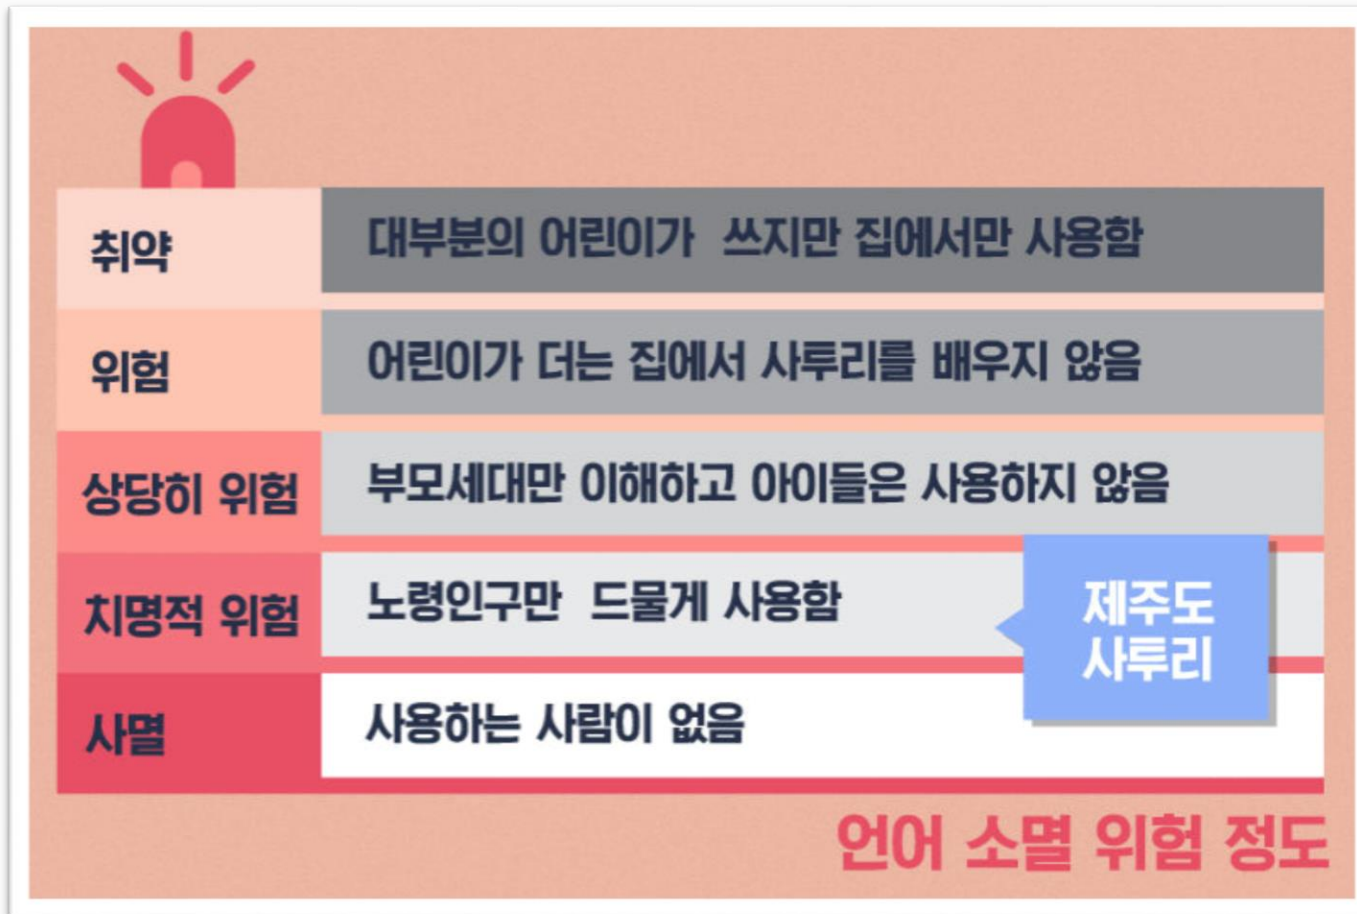 취약
대부분의 어린이가 쓰지만 집에서만 사용함
위험
어린이가 더는 집에서 사투리를 배우지 않음
상당히 위험
부모세대만 이해하고 아이들은 사용하지 않음
치명적 위험
노령인구만 드물게 사용함
제주도
사투리
사멸
사용하는 사람이 없음
언어 소멸 위험 정도